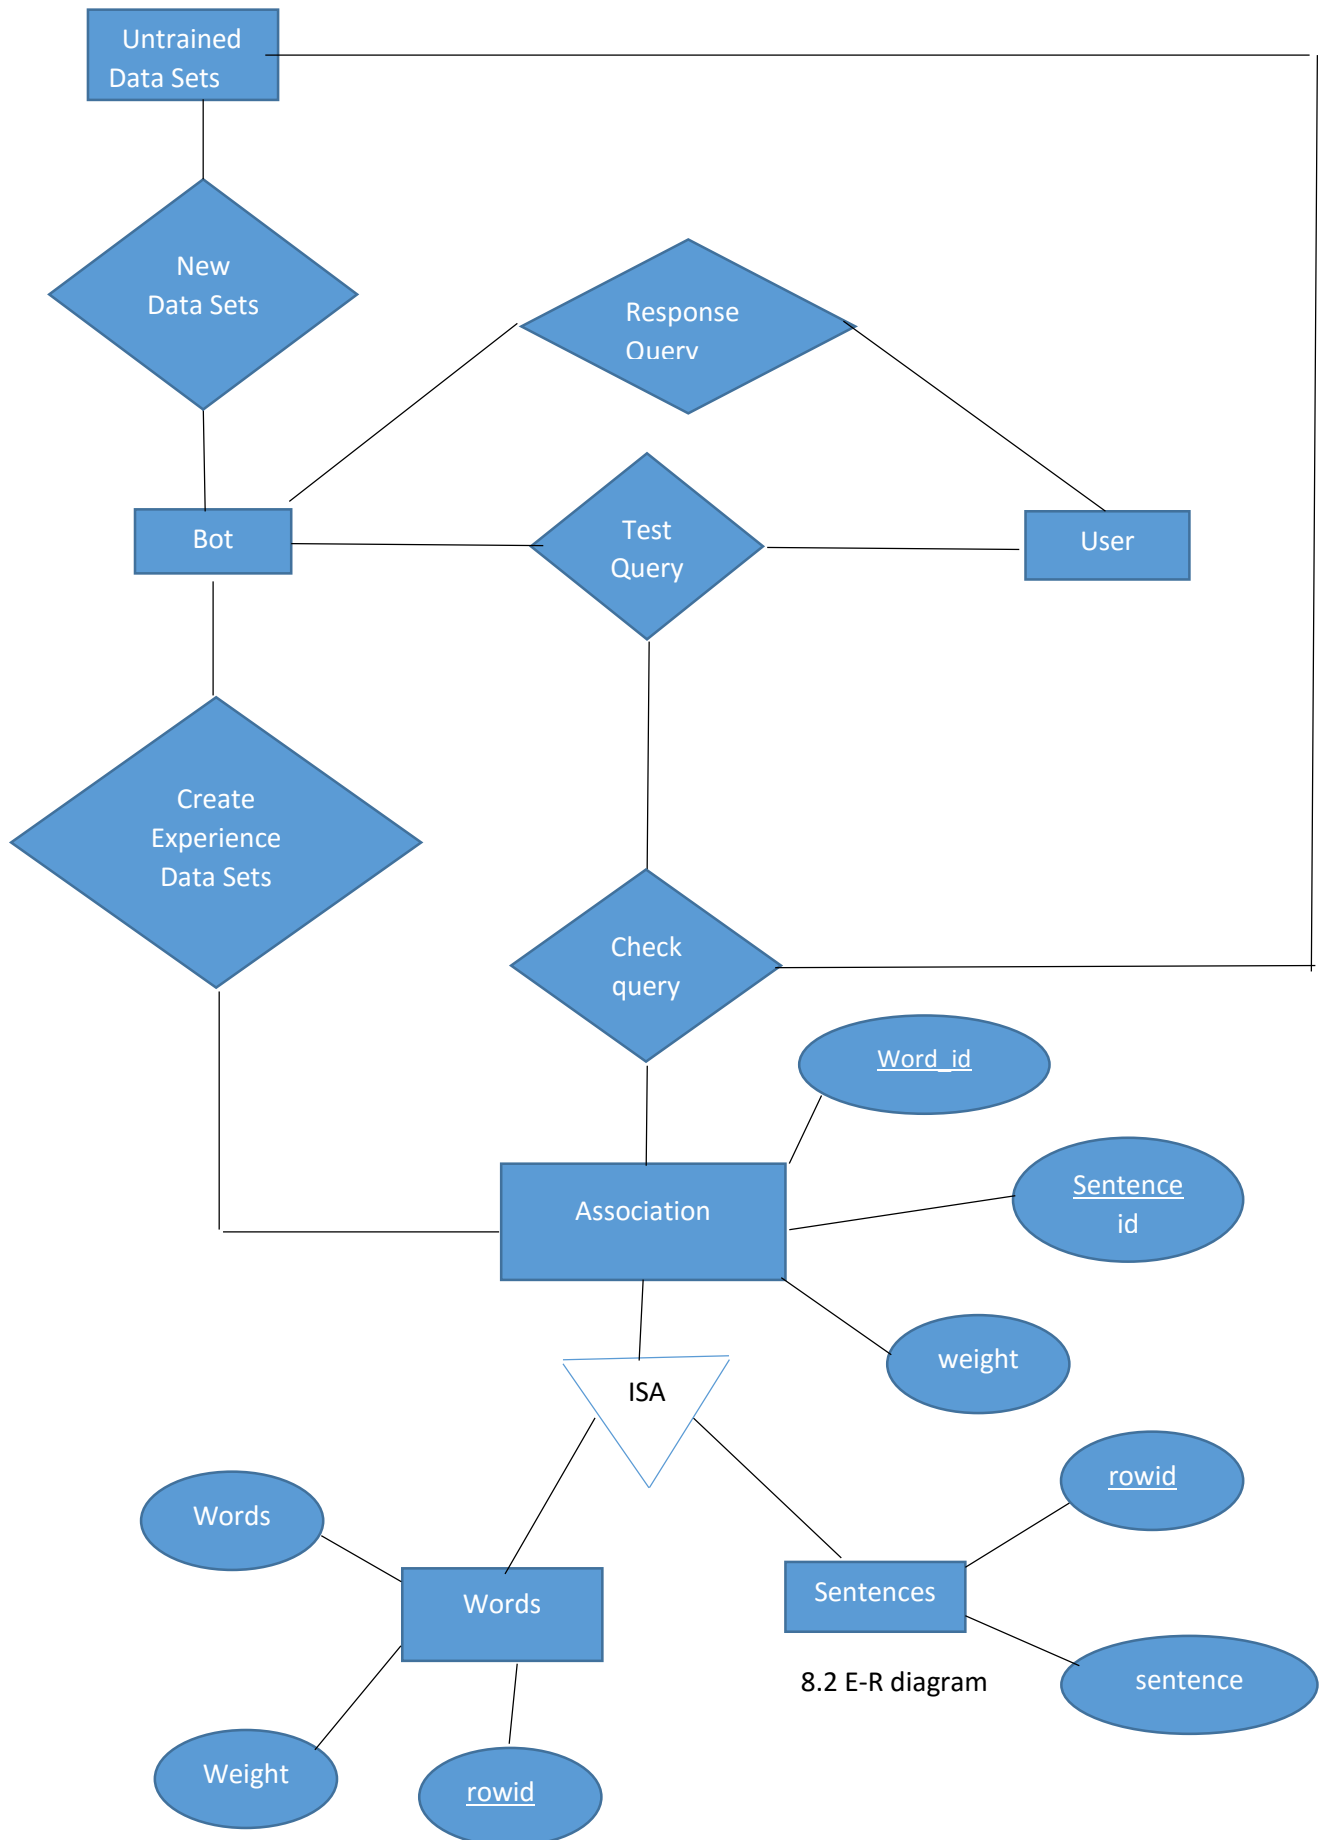 Untrained
Data Sets
New
Data Sets
Response
Query
Bot
Test
Query
User
Create
Experience
Data Sets
Check
query
Word_id
Association
Sentence
id
weight
ISA
rowid
Words
Words
Sentences
8.2 E-R diagram
sentence
Weight
rowid